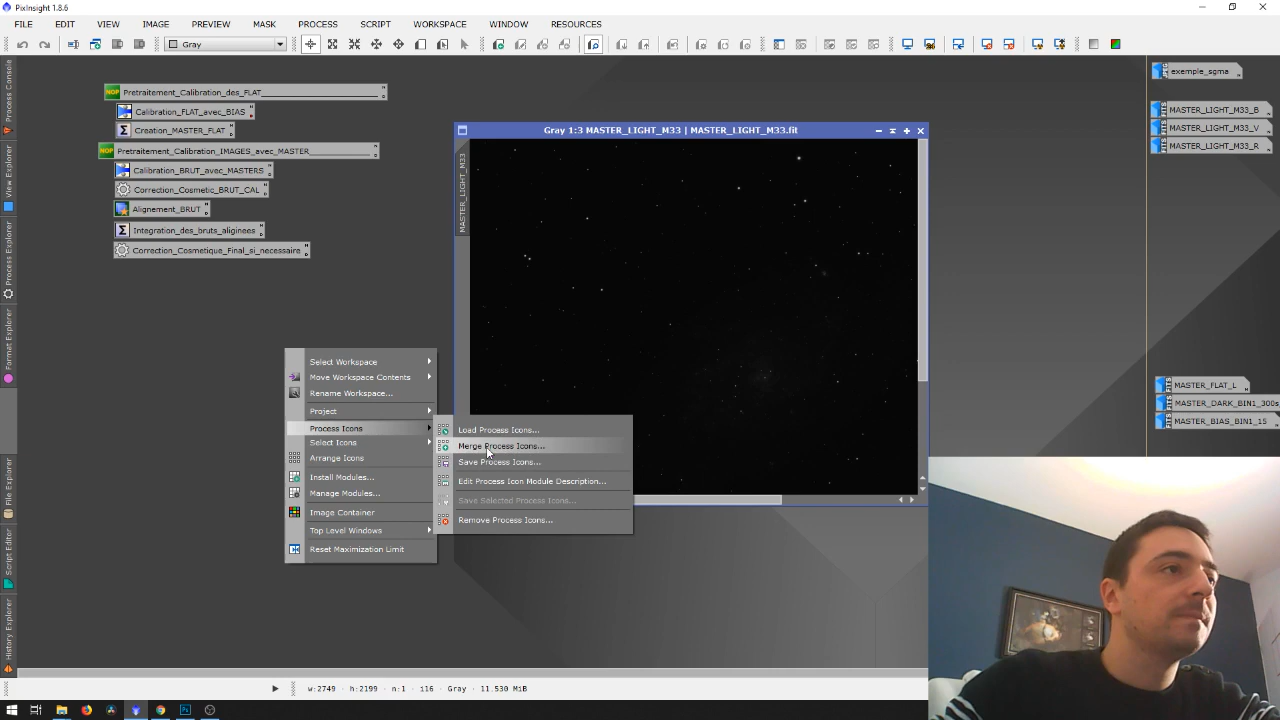 PixInsight 1.8.6
FILE EDIT VIEW IMAGE PREVIEW MASK PROCESS SCRIPT WORKSPACE WINDOW RESOURCES
Gray
Process Console
View Explorer
Process Explorer
Format Explorer
File Explorer
Script Editor
History Explorer
Pretraitement_Calibration_des_FLAT
Calibration_FLAT_avec_BIAS
Creation_MASTER_FLAT
Pretraitement_Calibration_IMAGES_avec_MASTER
Calibration_BRUT_avec_MASTERS
Correction_Cosmetic_BRUT_CAL
Alignement_BRUT
Integration_des_bruts_aliginees
Correction_Cosmetique_Final_si_necessaire
NOP
NOP
Gray 1:3 MASTER_LIGHT_M33 | MASTER_LIGHT_M33.fit
MASTER_LIGHT_M33
Select Workspace
Move Workspace Contents
Rename Workspace...
Project
Process Icons
Select Icons
Arrange Icons
Install Modules...
Manage Modules...
Image Container
Top Level Windows
Reset Maximization Limit
Load Process Icons...
Merge Process Icons...
Save Process Icons...
Edit Process Icon Module Description...
Save Selected Process Icons...
Remove Process Icons...
exemple_sgma
MASTER_LIGHT_M33_B
MASTER_LIGHT_M33_V
MASTER_LIGHT_M33_R
MASTER_FLAT_L
MASTER_DARK_BIN1_300s
MASTER_BIAS_BIN1_15
w:2749 · h:2199 · n:1 · i16 · Gray · 11.530 MiB